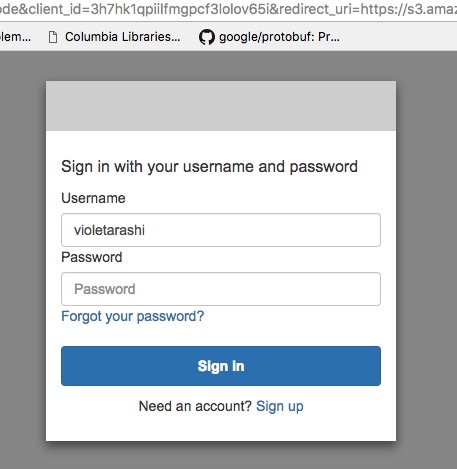 ode&client_id=3h7hk1qpiilfmgpcf3lolov65i&redirect_uri=https://s3.amaz
lem... Columbia Libraries... google/protobuf: Pr...
Sign in with your username and password
Username
violetarashi
Password
Password
Forgot your password?
Sign in
Need an account? Sign up